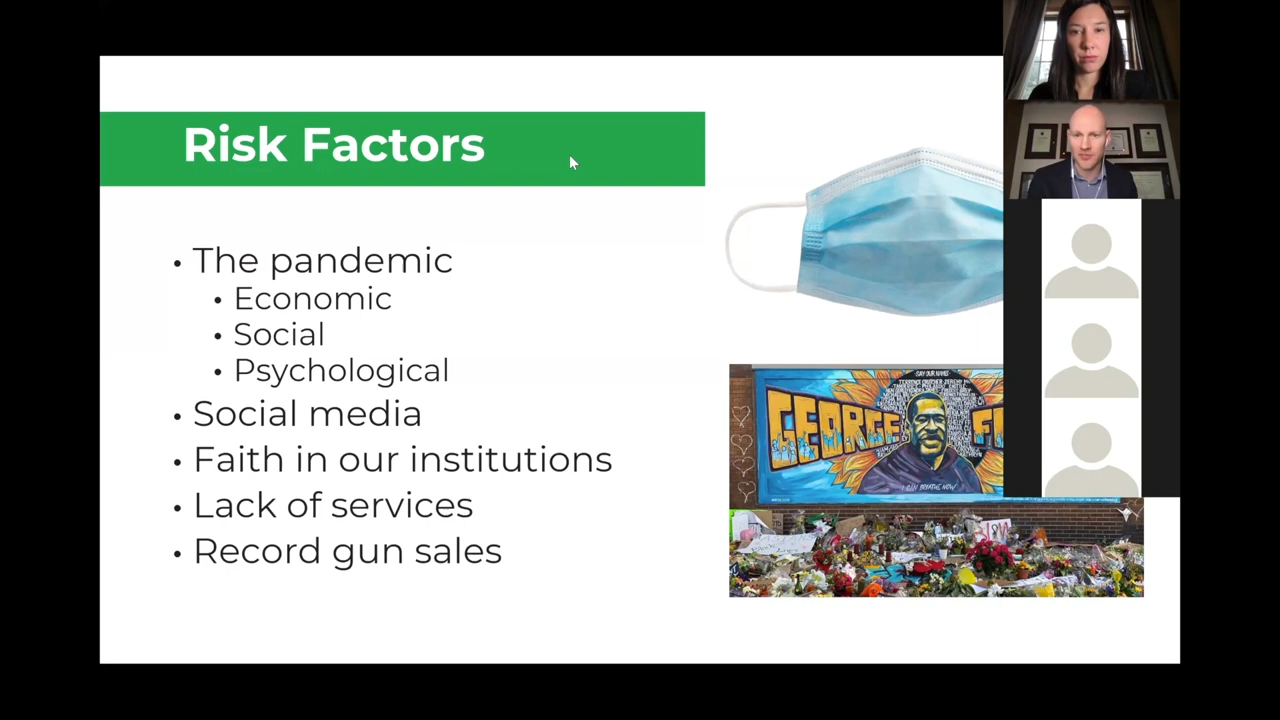 Risk Factors
• The pandemic
• Economic
• Social
• Psychological
• Social media
• Faith in our institutions
• Lack of services
• Record gun sales
SAY OUR NAMES
GEORGE
I CAN BREATHE NOW